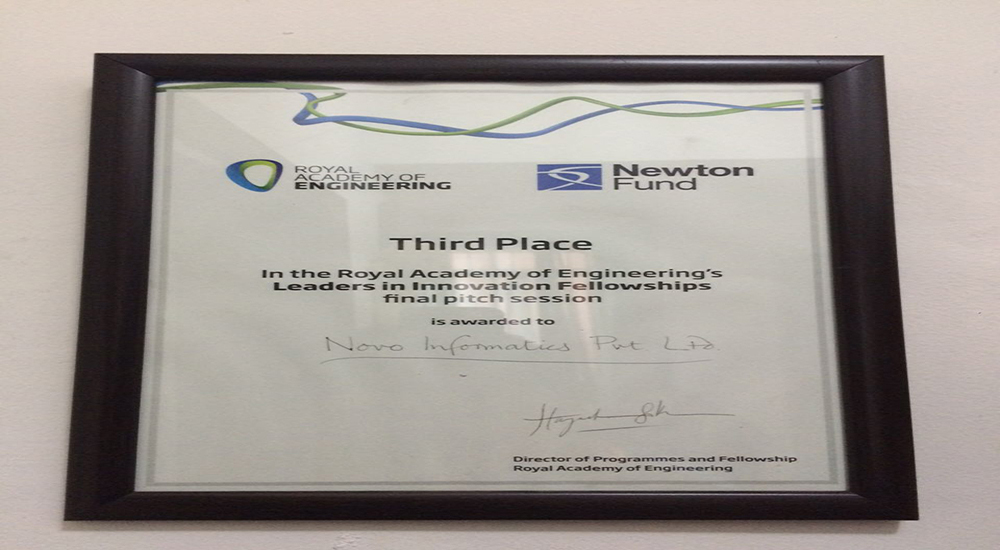 ROYAL
ACADEMY OF
ENGINEERING
Newton
Fund
Third Place
In the Royal Academy of Engineering's
Leaders in Innovation Fellowships
final pitch session
is awarded to
Novo Informatics Pvt Ltd.
Director of Programmes and Fellowship
Royal Academy of Engineering